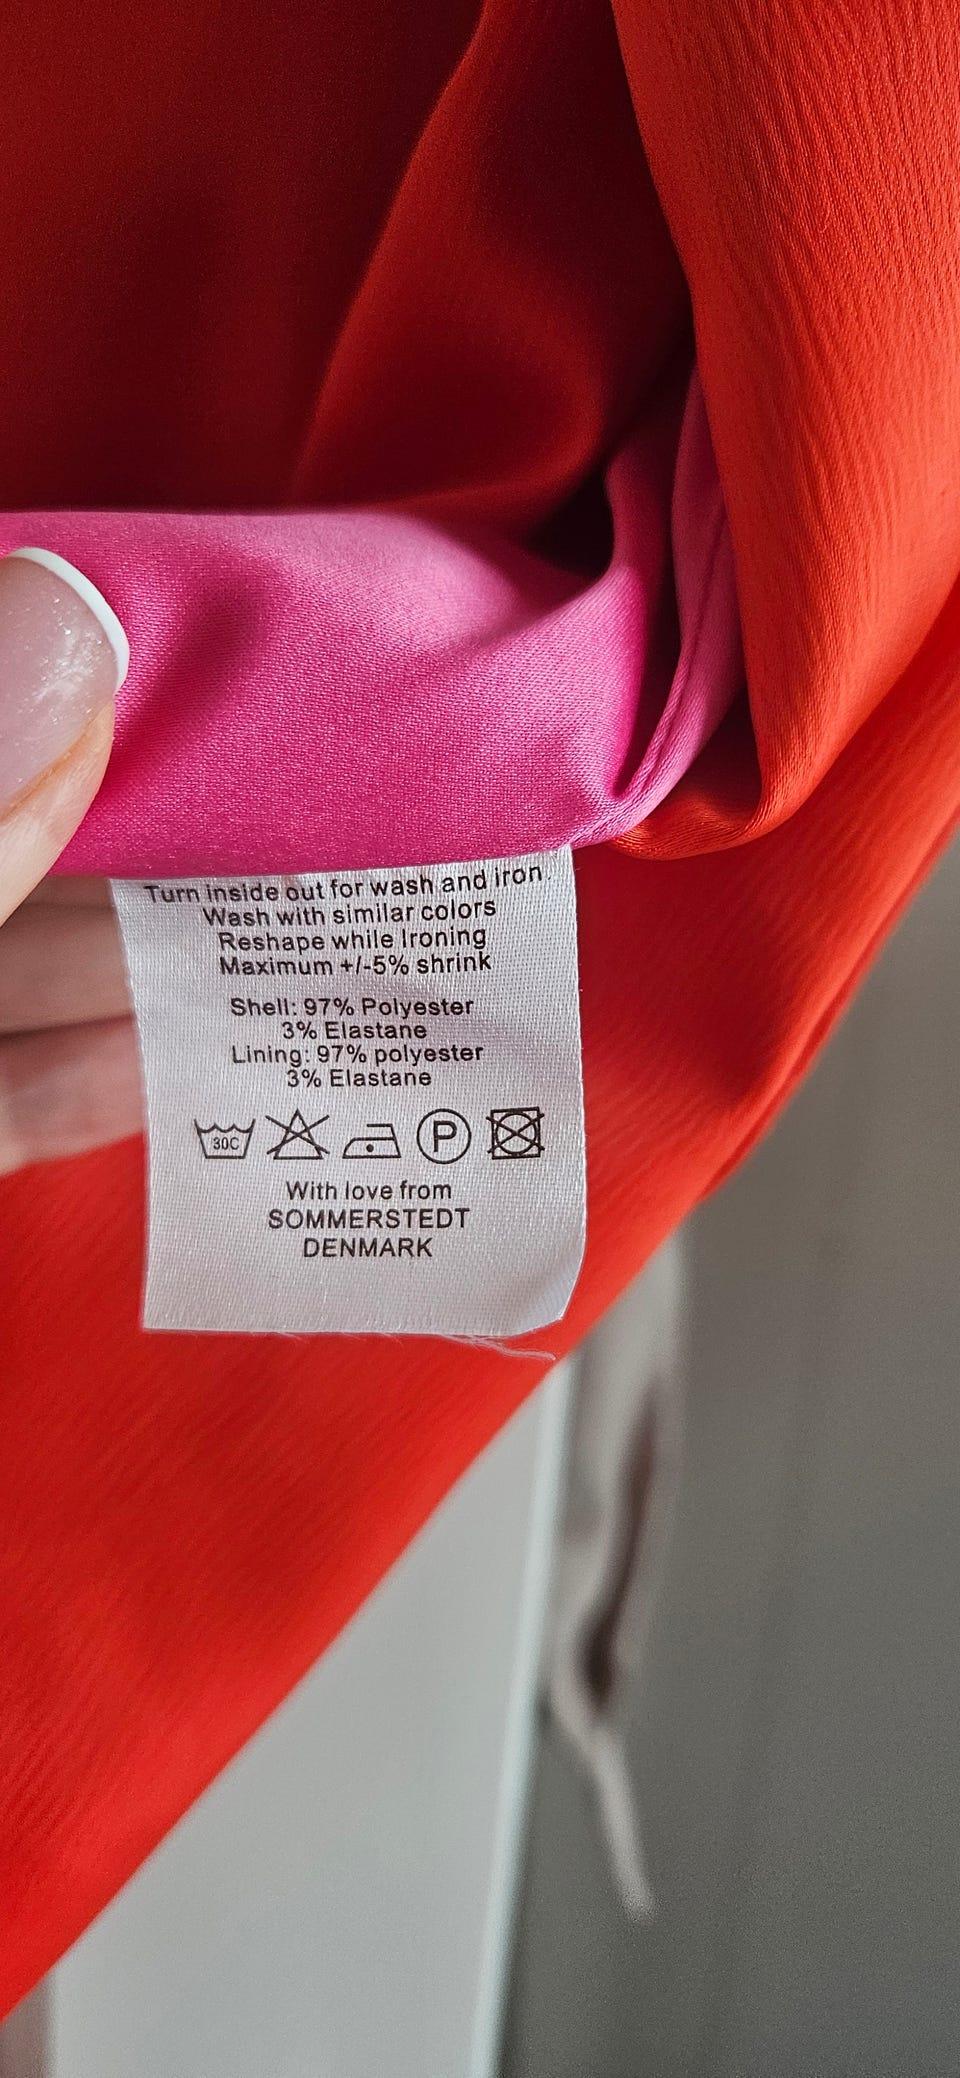 Turn inside out for wash and iron.
Wash with similar colors
Reshape while Ironing
Maximum +/-5% shrink
Shell: 97% Polyester
3% Elastane
Lining: 97% polyester
3% Elastane
30C P
With love from
SOMMERSTEDT
DENMARK